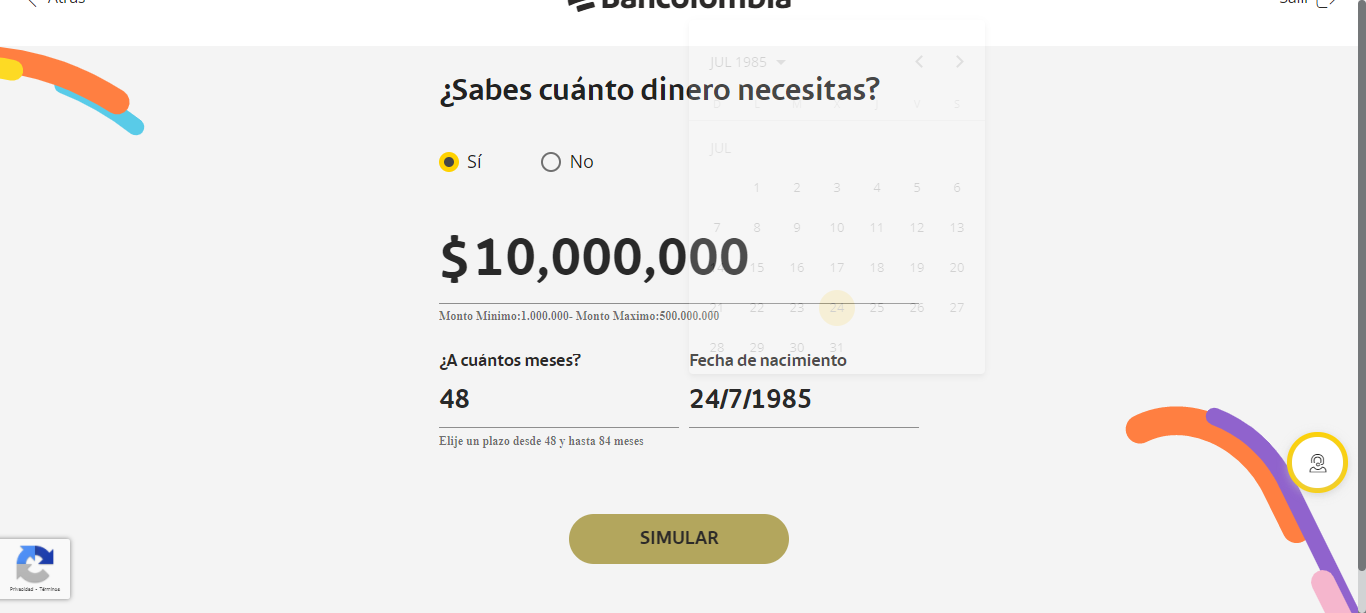 Atrás
Bancolombia
Salir
JUL 1985
¿Sabes cuánto dinero necesitas?
V S
JUL
Sí
No
1 2 3 4 5 6
7 8 9 10 11 12 13
$10,000,000
14 15 16 17 18 19 20
21 22 23 24 25 26 27
Monto Minimo:1.000.000- Monto Maximo:500.000.000
28 29 30 31
¿A cuántos meses?
Fecha de nacimiento
48
24/7/1985
Elije un plazo desde 48 y hasta 84 meses
SIMULAR
Privacidad - Términos